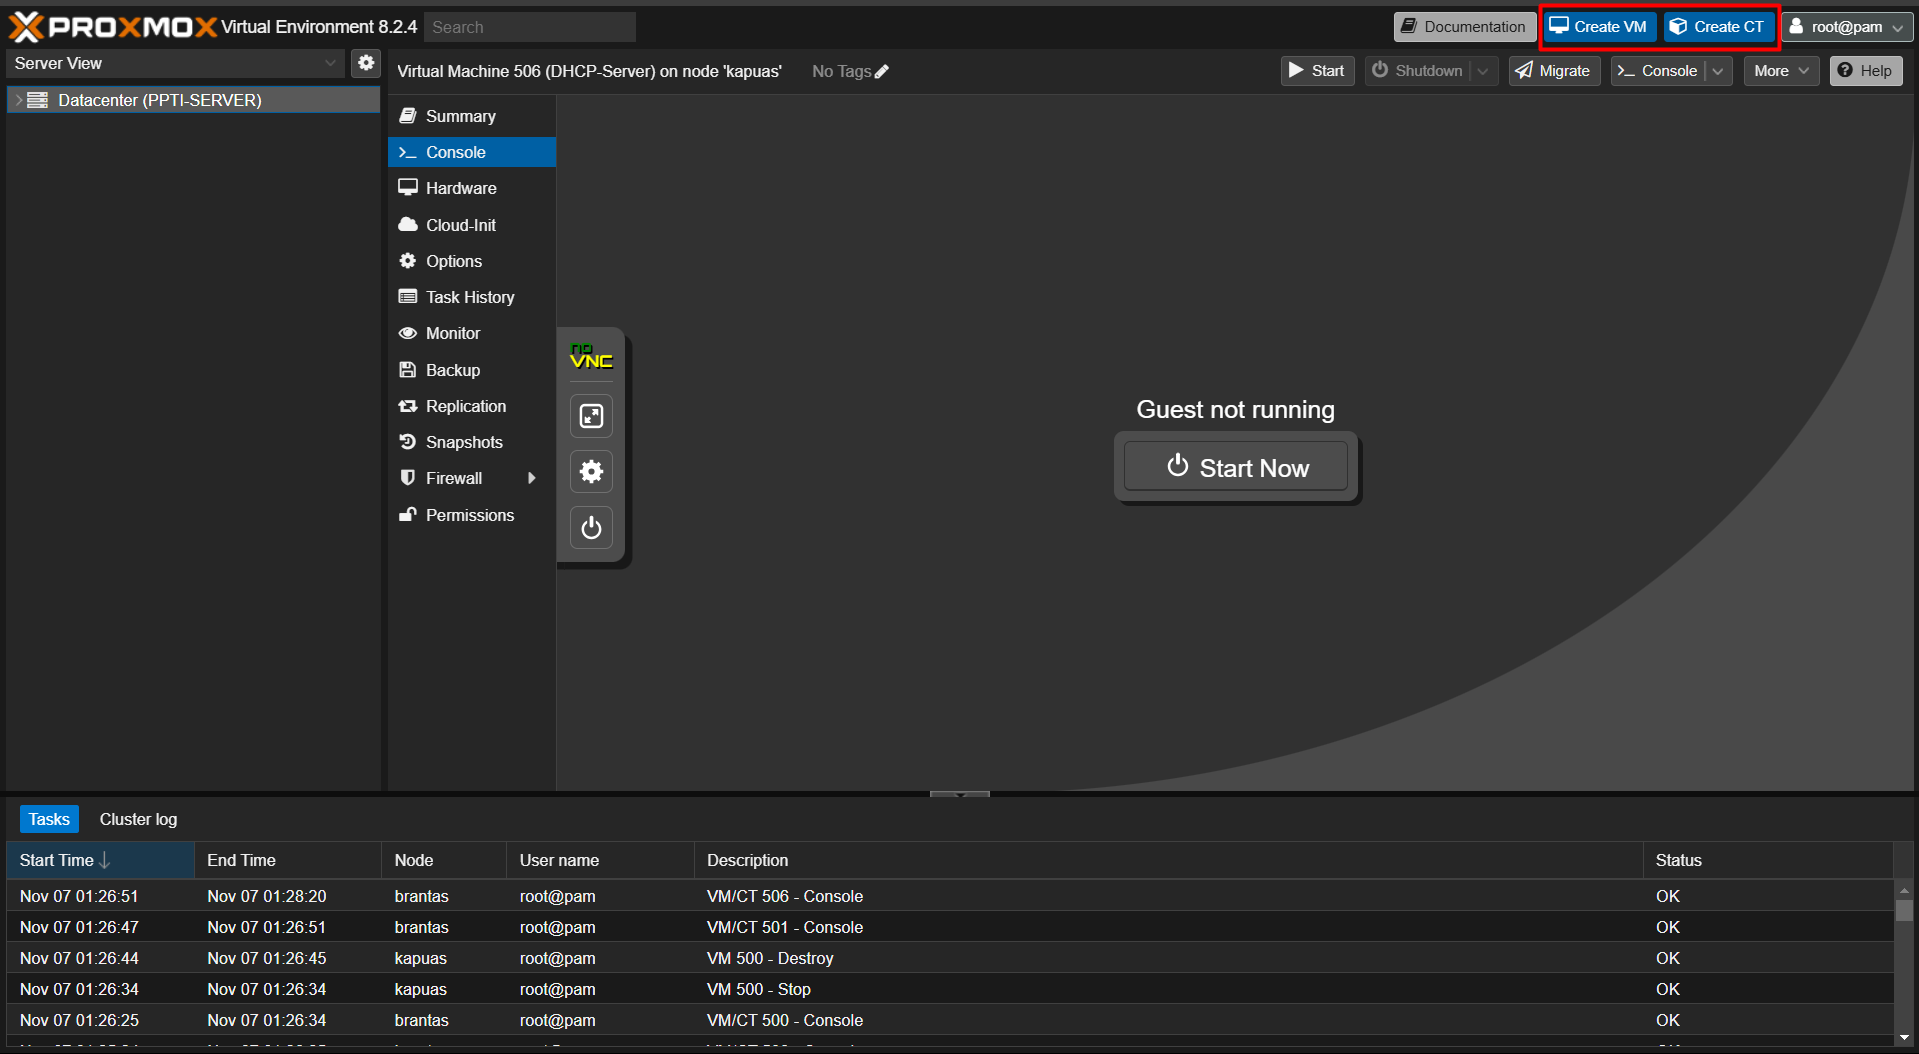 PROXMOX Virtual Environment 8.2.4 Search Documentation Create VM Create CT root@pam
Server View
Virtual Machine 506 (DHCP-Server) on node 'kapuas' No Tags Start Shutdown Migrate Console More Help
Datacenter (PPTI-SERVER)
Summary
Console
Hardware
Cloud-Init
Options
Task History
Monitor
Backup
Replication
Snapshots
Firewall
Permissions
no
VNC
Guest not running
Start Now
Tasks Cluster log
Start Time End Time Node User name Description Status
Nov 07 01:26:51 Nov 07 01:28:20 brantas root@pam VM/CT 506 - Console OK
Nov 07 01:26:47 Nov 07 01:26:51 brantas root@pam VM/CT 501 - Console OK
Nov 07 01:26:44 Nov 07 01:26:45 kapuas root@pam VM 500 - Destroy OK
Nov 07 01:26:34 Nov 07 01:26:34 kapuas root@pam VM 500 - Stop OK
Nov 07 01:26:25 Nov 07 01:26:34 brantas root@pam VM/CT 500 - Console OK